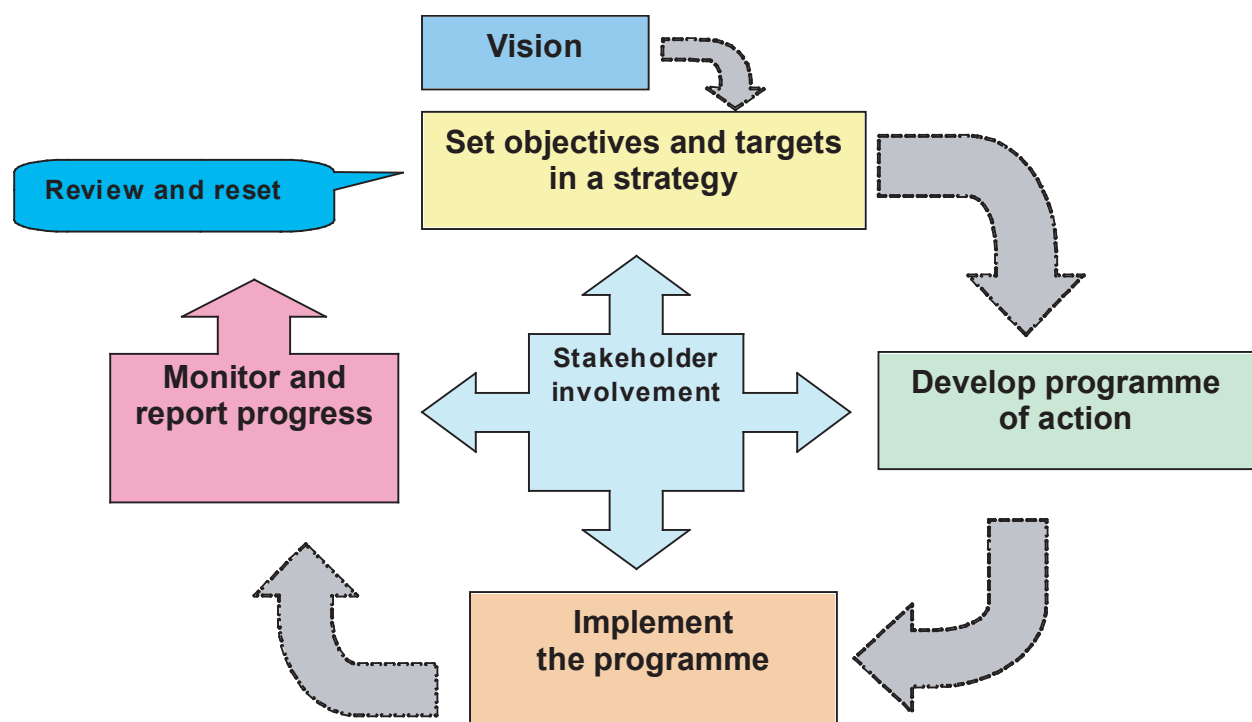 Vision
Set objectives and targets
in a strategy
Review and reset
Stakeholder
involvement
Monitor and
report progress
Develop programme
of action
Implement
the programme